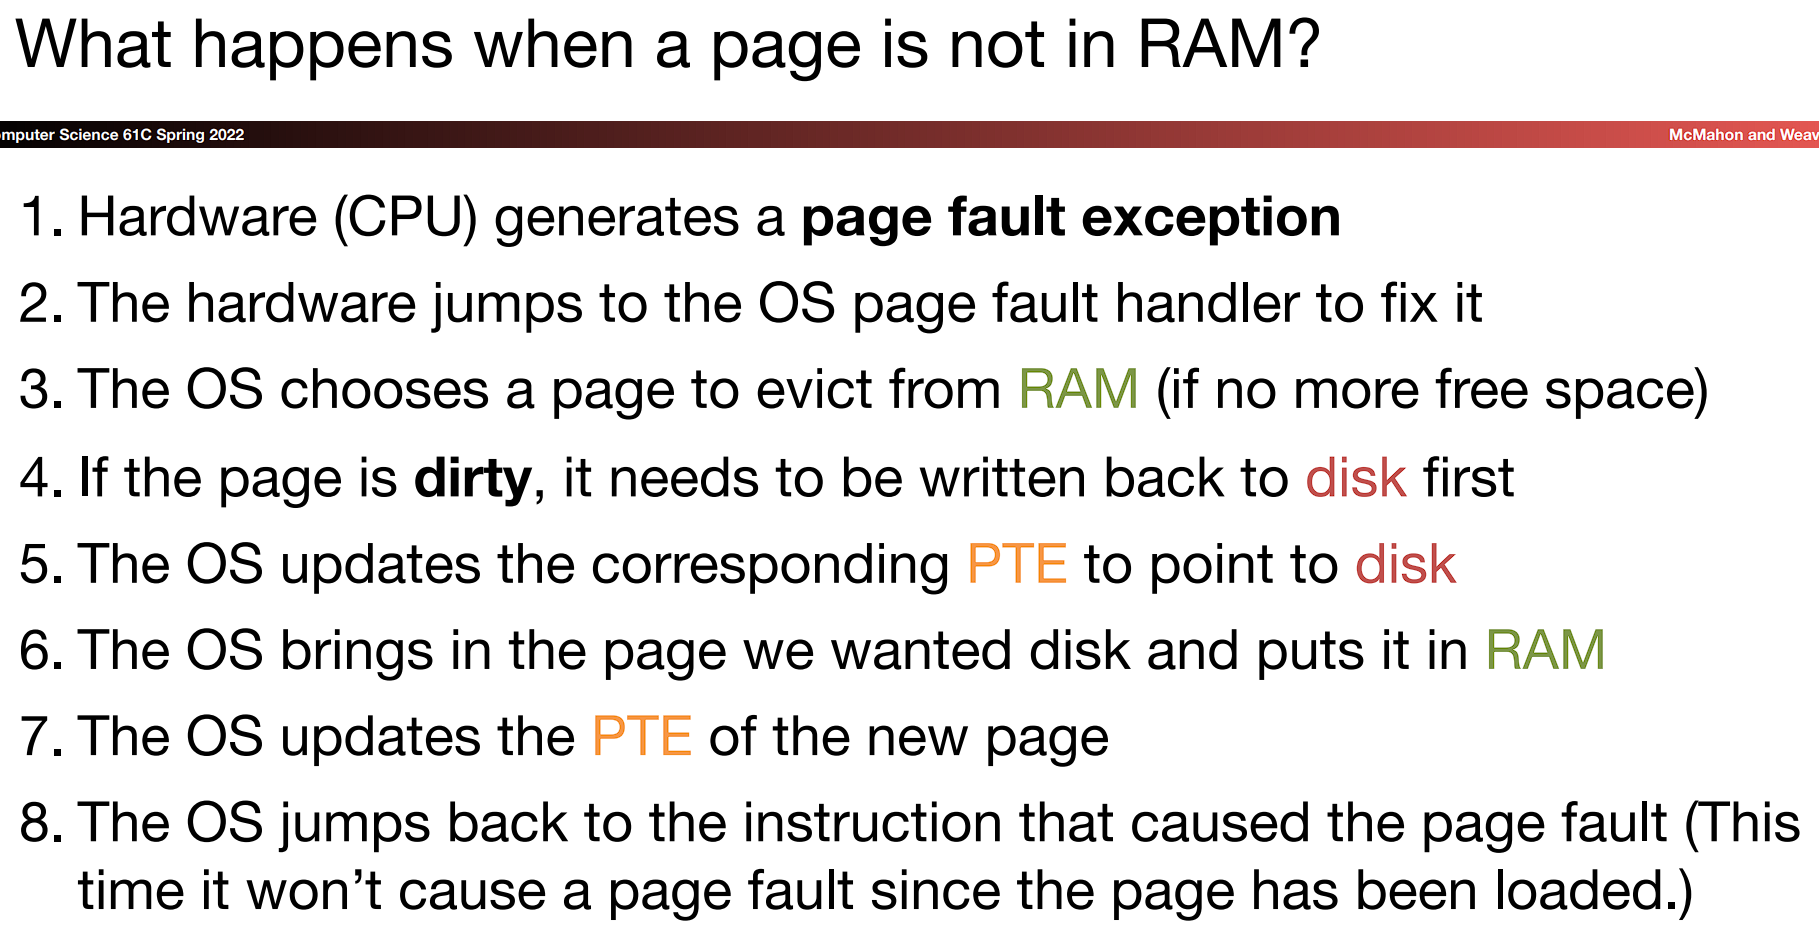 What happens when a page is not in RAM?
mputer Science 61C Spring 2022
McMahon and Weav
1. Hardware (CPU) generates a page fault exception
2. The hardware jumps to the OS page fault handler to fix it
3. The OS chooses a page to evict from RAM (if no more free space)
4. If the page is dirty, it needs to be written back to disk first
5. The OS updates the corresponding PTE to point to disk
6. The OS brings in the page we wanted disk and puts it in RAM
7. The OS updates the PTE of the new page
8. The OS jumps back to the instruction that caused the page fault (This
time it won’t cause a page fault since the page has been loaded.)